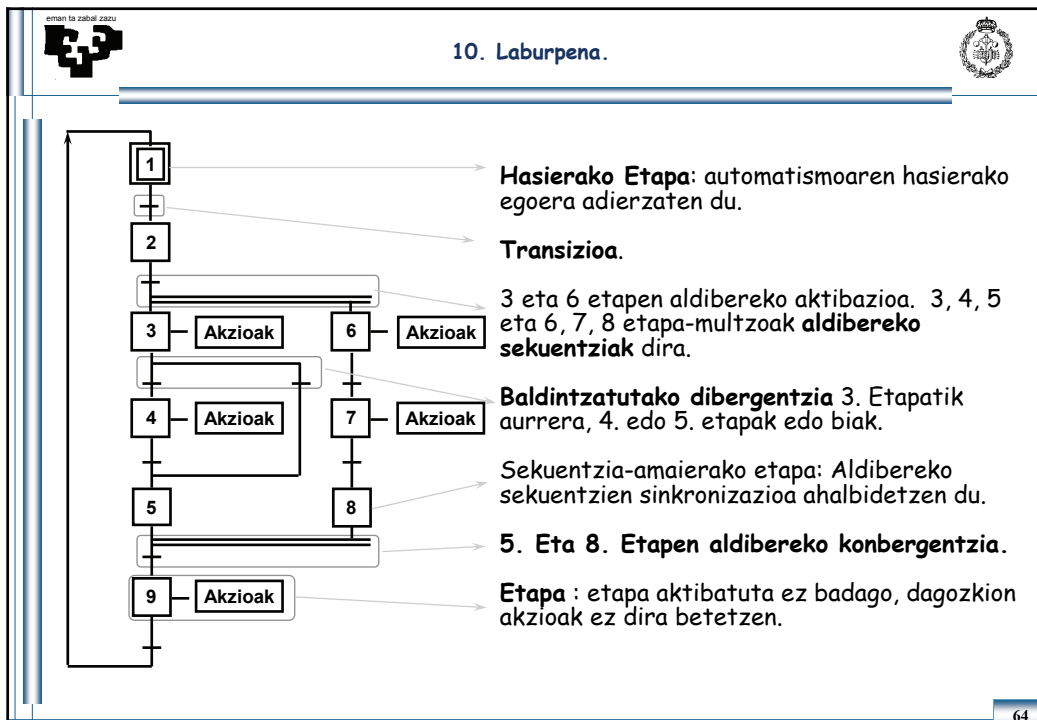 eman ta zabal zazu
10. Laburpena.
1
Hasierako Etapa: automatismoaren hasierako
egoera adierzaten du.
2
Transizioa.
3 eta 6 etapen aldibereko aktibazioa. 3, 4, 5
eta 6, 7, 8 etapa-multzoak aldibereko
sekuentziak dira.
3 Akzioak 6 Akzioak
Baldintzatutako dibergentzia 3. Etapatik
aurrera, 4. edo 5. etapak edo biak.
4 Akzioak 7 Akzioak
Sekuentzia-amaierako etapa: Aldibereko
sekuentzien sinkronizazioa ahalbidetzen du.
5 8
5. Eta 8. Etapen aldibereko konbergentzia.
9 Akzioak
Etapa : etapa aktibatuta ez badago, dagozkion
akzioak ez dira betetzen.
64